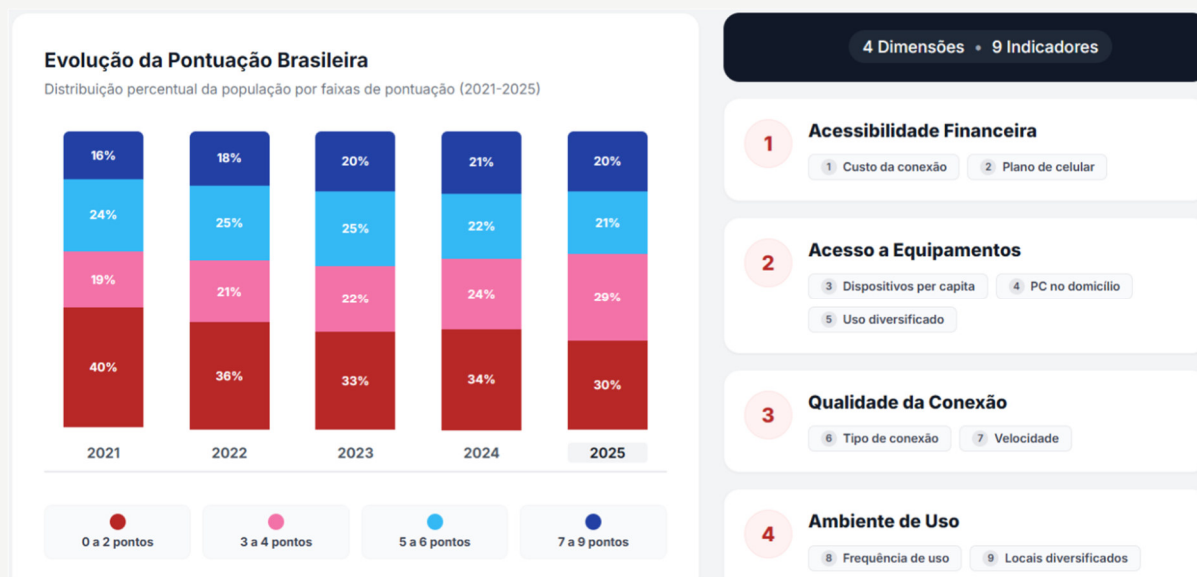 Evolução da Pontuação Brasileira
Distribuição percentual da população por faixas de pontuação (2021-2025)
16% 18% 20% 21% 20%
24% 25% 25% 22% 21%
19% 21% 22% 24% 29%
40% 36% 33% 34% 30%
2021 2022 2023 2024 2025
0 a 2 pontos 3 a 4 pontos 5 a 6 pontos 7 a 9 pontos
4 Dimensões • 9 Indicadores
1 Acessibilidade Financeira
1 Custo da conexão 2 Plano de celular
2 Acesso a Equipamentos
3 Dispositivos per capita 4 PC no domicílio
5 Uso diversificado
3 Qualidade da Conexão
6 Tipo de conexão 7 Velocidade
4 Ambiente de Uso
8 Frequência de uso 9 Locais diversificados